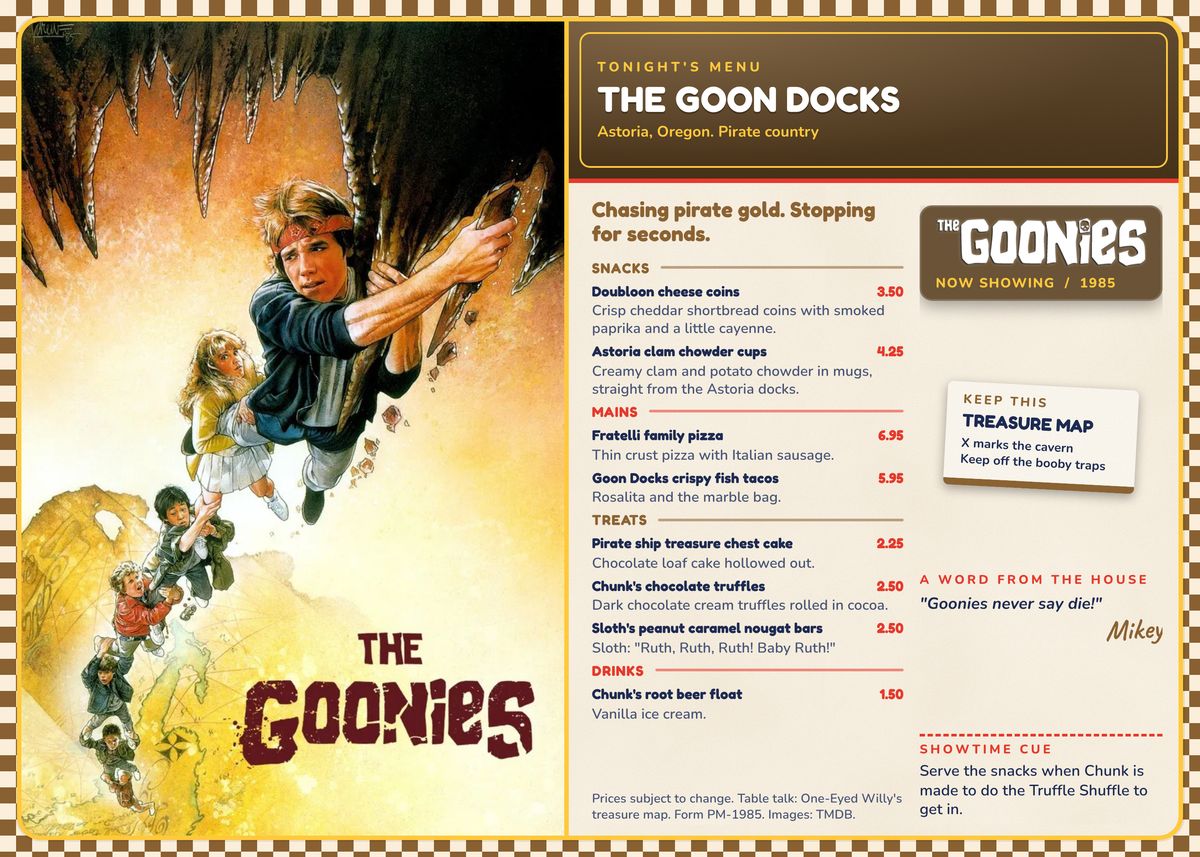 THE
GOONIES
TONIGHT'S MENU
THE GOON DOCKS
Astoria, Oregon. Pirate country
Chasing pirate gold. Stopping
for seconds.
SNACKS
Doubloon cheese coins 3.50
Crisp cheddar shortbread coins with smoked
paprika and a little cayenne.
Astoria clam chowder cups 4.25
Creamy clam and potato chowder in mugs,
straight from the Astoria docks.
MAINS
Fratelli family pizza 6.95
Thin crust pizza with Italian sausage.
Goon Docks crispy fish tacos 5.95
Rosalita and the marble bag.
TREATS
Pirate ship treasure chest cake 2.25
Chocolate loaf cake hollowed out.
Chunk's chocolate truffles 2.50
Dark chocolate cream truffles rolled in cocoa.
Sloth's peanut caramel nougat bars 2.50
Sloth: "Ruth, Ruth, Ruth! Baby Ruth!"
DRINKS
Chunk's root beer float 1.50
Vanilla ice cream.
Prices subject to change. Table talk: One-Eyed Willy's
treasure map. Form PM-1985. Images: TMDB.
THE GOONIES
NOW SHOWING / 1985
KEEP THIS
TREASURE MAP
X marks the cavern
Keep off the booby traps
A WORD FROM THE HOUSE
"Goonies never say die!"
Mikey
SHOWTIME CUE
Serve the snacks when Chunk is
made to do the Truffle Shuffle to
get in.